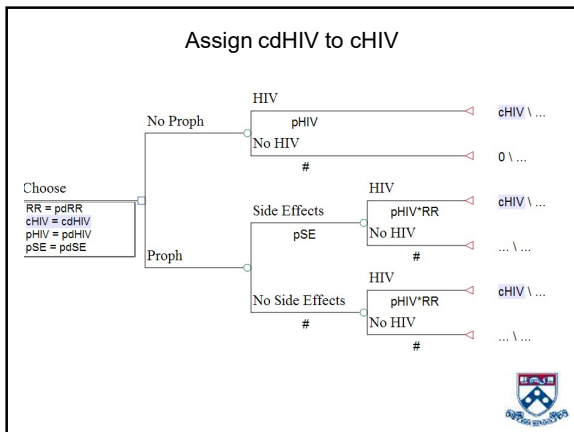 Assign cdHIV to cHIV
HIV
cHIV \ ...
No Proph
pHIV
No HIV
0 \ ...
#
Choose
RR = pdRR
cHIV = cdHIV
pHIV = pdHIV
pSE = pdSE
HIV
cHIV \ ...
Side Effects
pHIV*RR
pSE
No HIV
... \ ...
#
Proph
HIV
cHIV \ ...
No Side Effects
pHIV*RR
#
No HIV
... \ ...
#